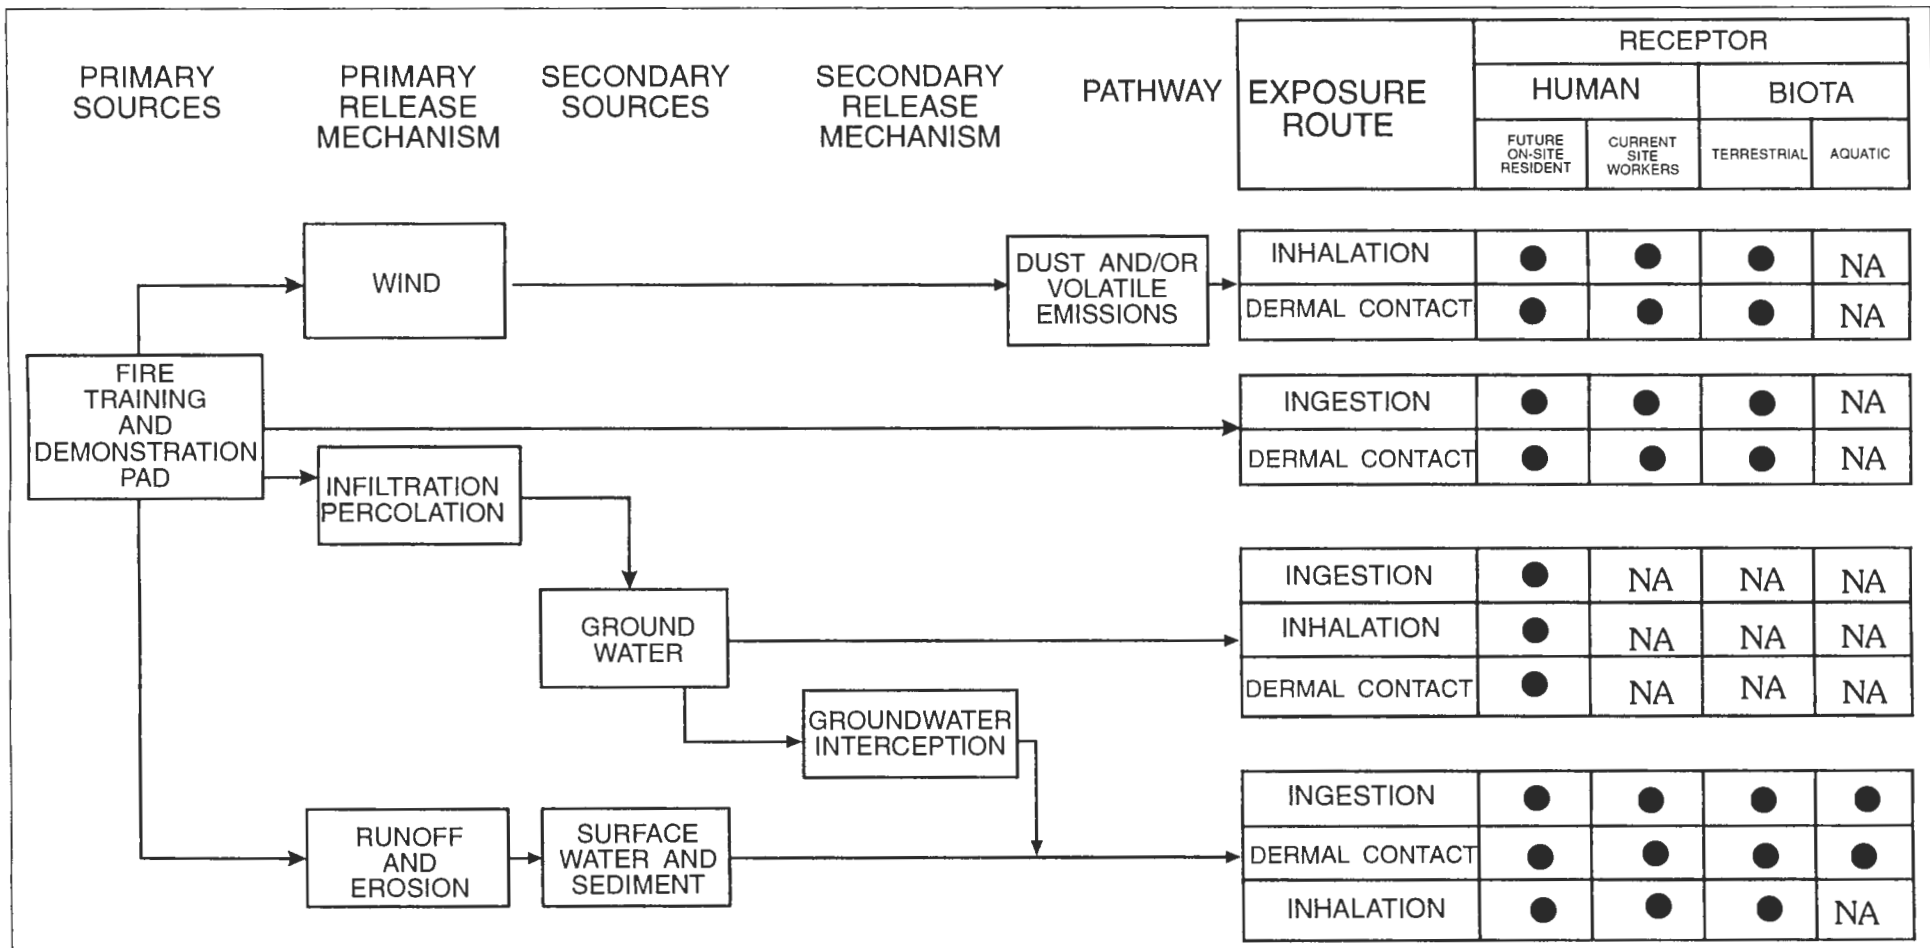 PRIMARY
SOURCES
PRIMARY
RELEASE
MECHANISM
SECONDARY
SOURCES
SECONDARY
RELEASE
MECHANISM
PATHWAY
EXPOSURE
ROUTE
RECEPTOR
HUMAN
BIOTA
FUTURE
ON-SITE
RESIDENT
CURRENT
SITE
WORKERS
TERRESTRIAL
AQUATIC
WIND
DUST AND/OR
VOLATILE
EMISSIONS
INHALATION
NA
DERMAL CONTACT
NA
FIRE
TRAINING
AND
DEMONSTRATION
PAD
INGESTION
NA
DERMAL CONTACT
NA
INFILTRATION
PERCOLATION
GROUND
WATER
INGESTION
NA NA NA
INHALATION
NA NA NA
DERMAL CONTACT
NA NA NA
GROUNDWATER
INTERCEPTION
RUNOFF
AND
EROSION
SURFACE
WATER AND
SEDIMENT
INGESTION
DERMAL CONTACT
INHALATION
NA